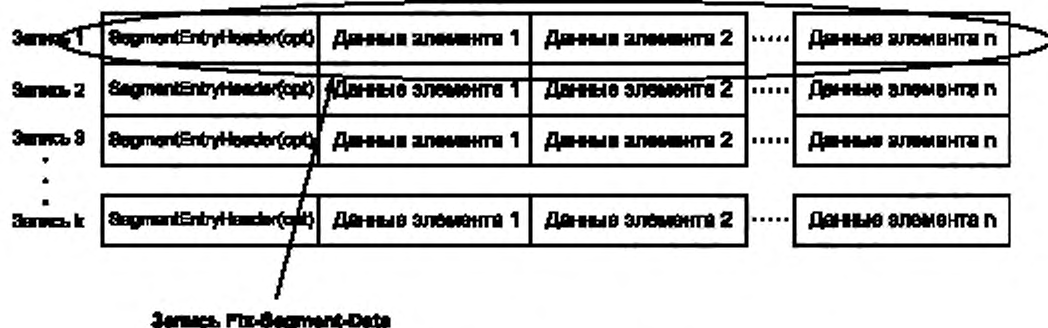 Запись 1 SegmentEntryHeader(opt) Данные элемента 1 Данные элемента 2 ..... Данные элемента n
Запись 2 SegmentEntryHeader(opt) Данные элемента 1 Данные элемента 2 ..... Данные элемента n
Запись 3 SegmentEntryHeader(opt) Данные элемента 1 Данные элемента 2 ..... Данные элемента n
Запись k SegmentEntryHeader(opt) Данные элемента 1 Данные элемента 2 ..... Данные элемента n
Запись Fix-Segment-Data